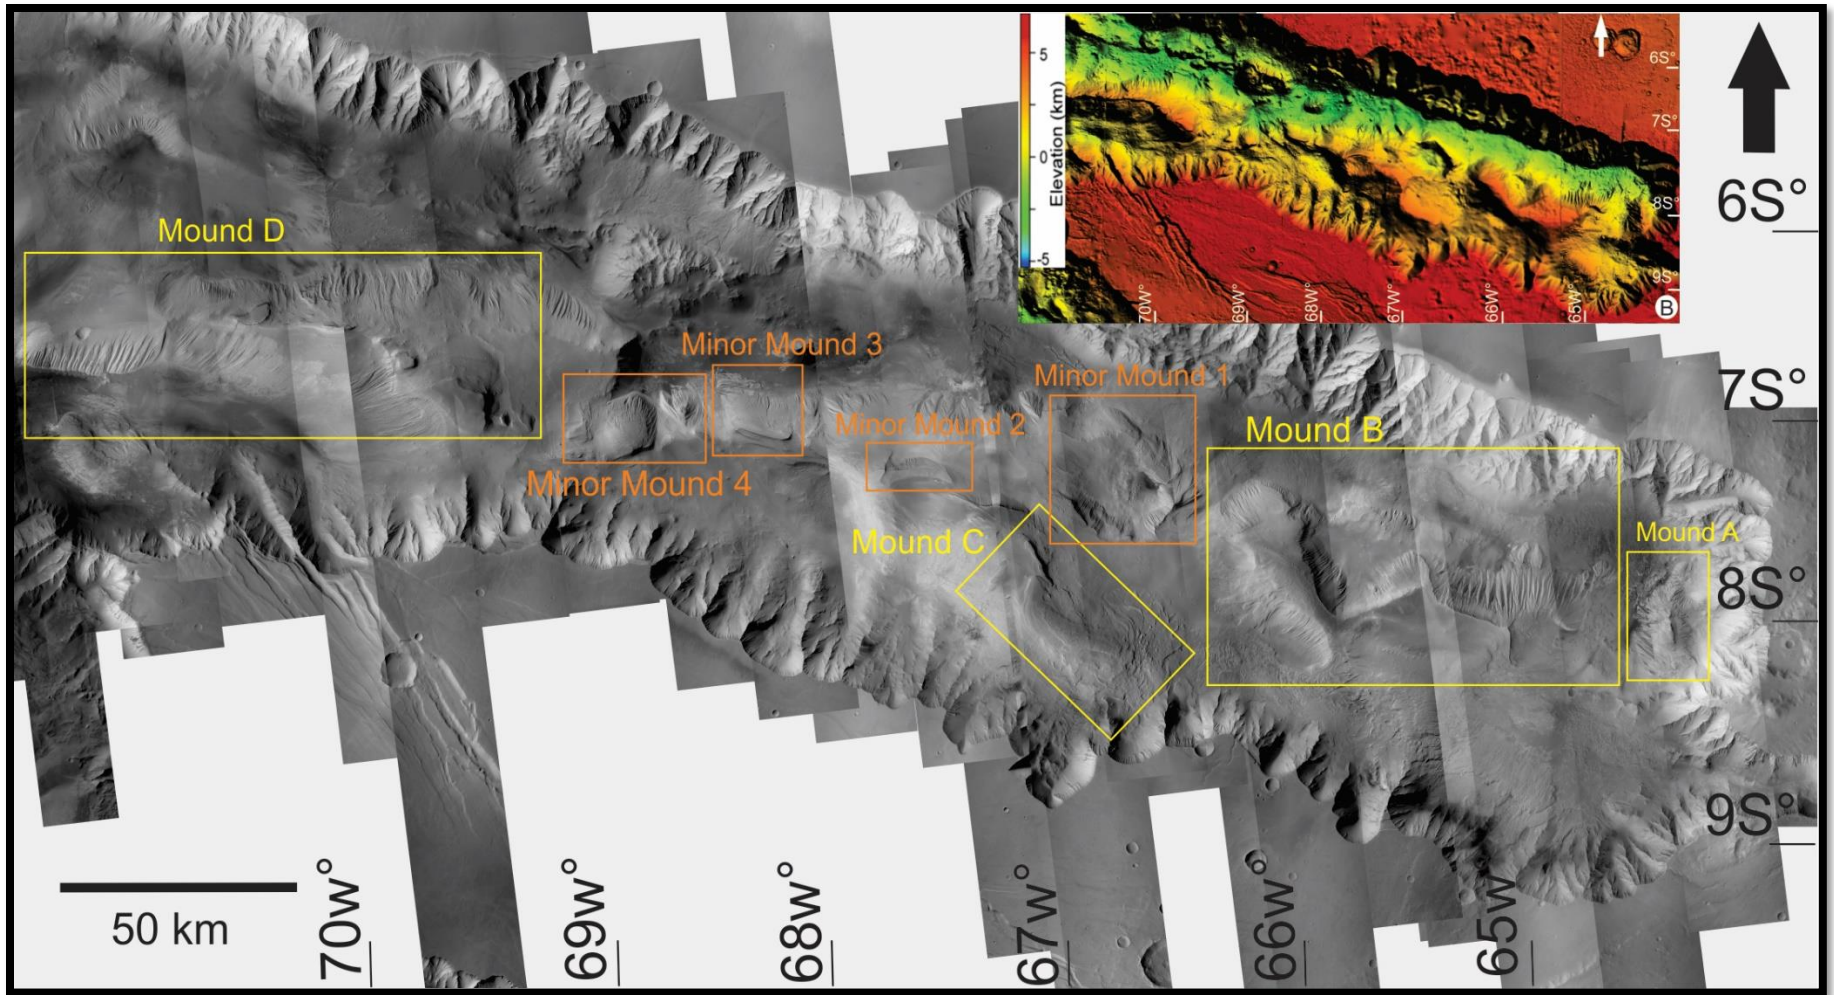 Mound D
Minor Mound 3
Minor Mound 1
Minor Mound 2
Mound B
Minor Mound 4
Mound C
Mound A
6S°
7S°
8S°
9S°
50 km
70w°
69w°
68w°
67w°
66w°
65w
Elevation (km)
5
0
-5
6S°
7S°
8S°
9S°
70W°
69W°
68W°
67W°
66W°
65W°
B